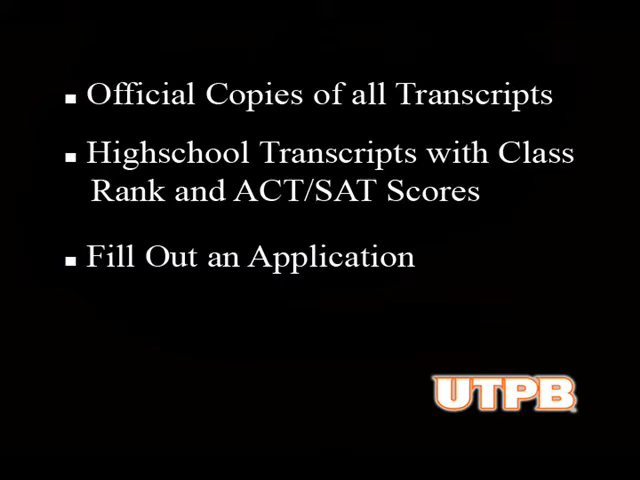 Official Copies of all Transcripts
Highschool Transcripts with Class
Rank and ACT/SAT Scores
Fill Out an Application
UTPB